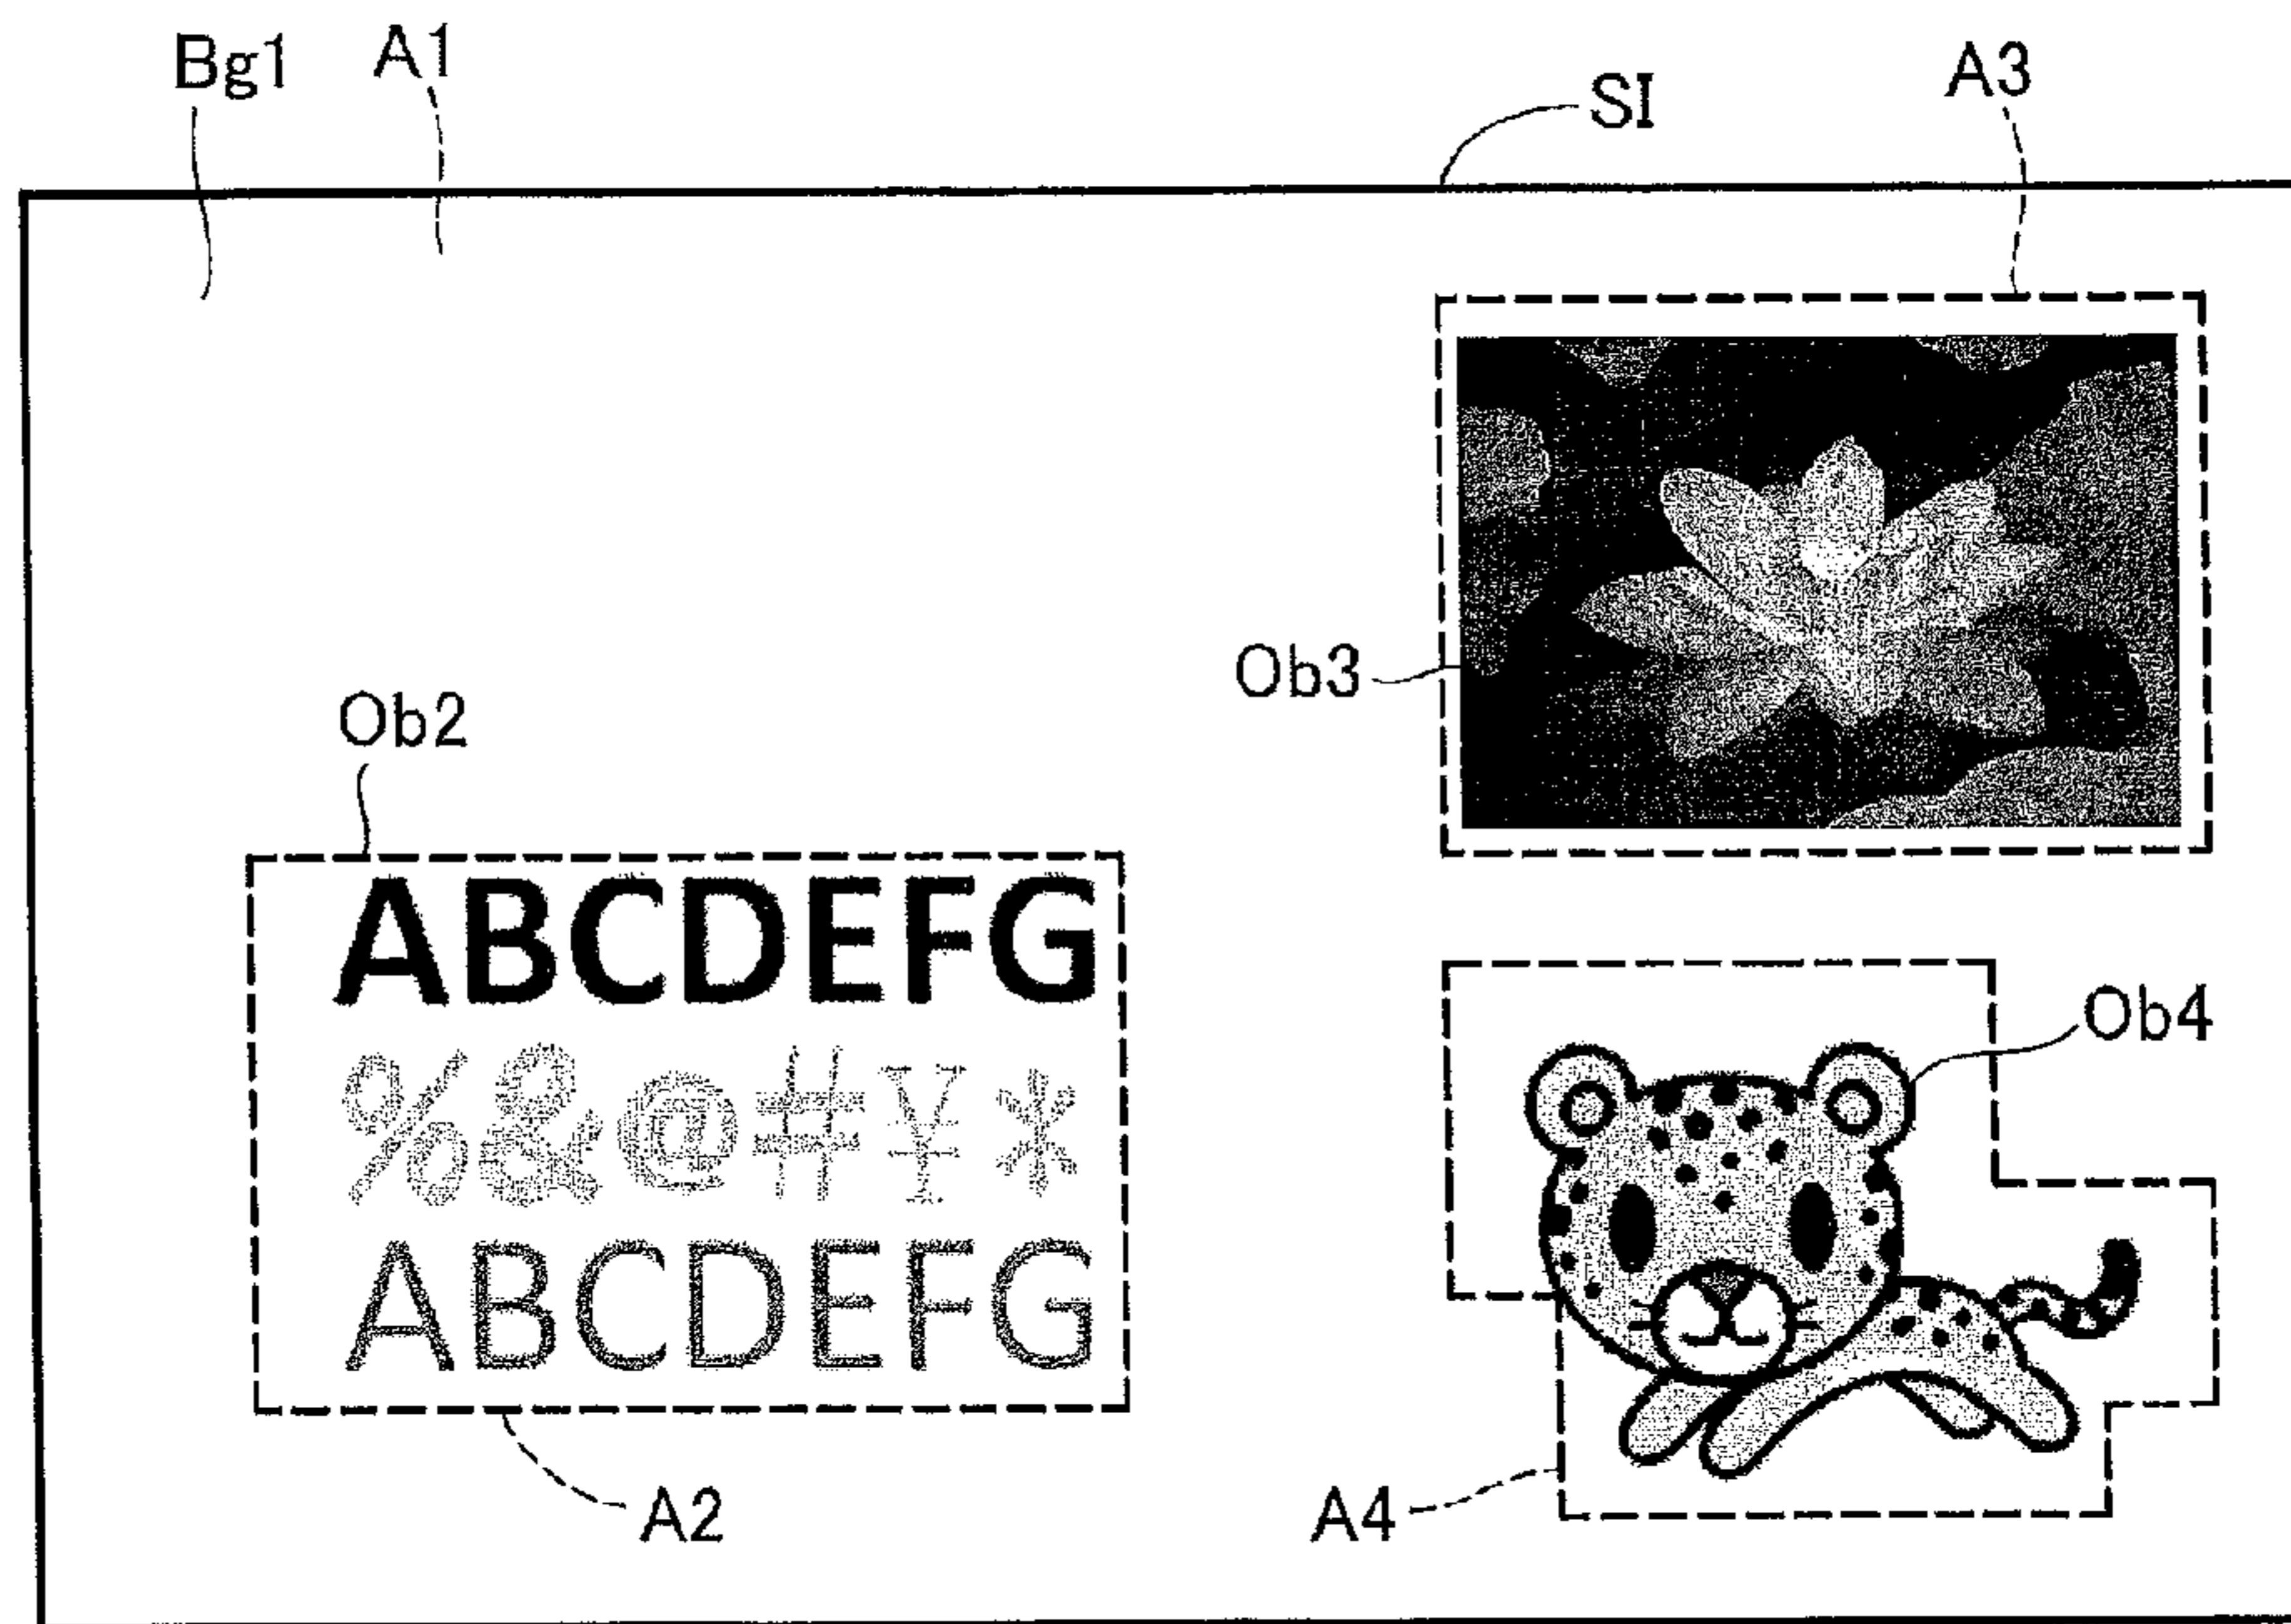 Bg1
A1
SI
A3
Ob3
Ob2
ABCDEFG
%&@#¥*
ABCDEFG
Ob4
A2
A4